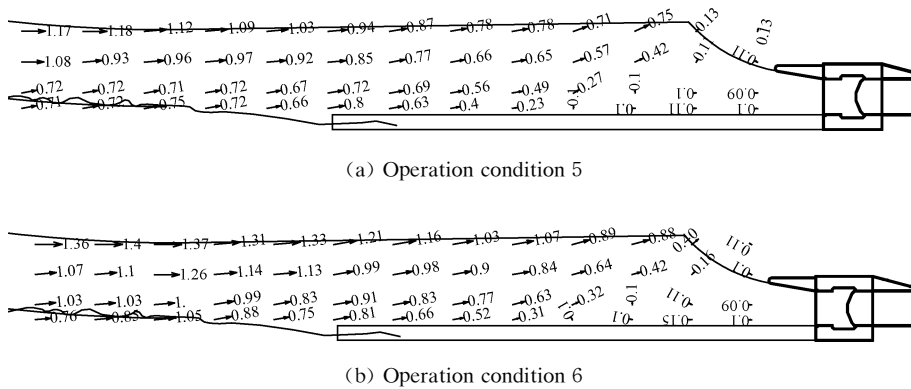 1.17 1.18 1.12 1.09 1.03 0.94 0.87 0.78 0.78 0.71 0.75 0.13 0.13
1.08 0.93 0.96 0.97 0.92 0.85 0.77 0.66 0.65 0.57 0.42 0.11
0.72 0.72 0.71 0.72 0.67 0.72 0.69 0.56 0.49 0.27 0.1 0.1 0.09
0.71 0.72 0.75 0.72 0.66 0.8 0.63 0.4 0.23 0.1 0.11 0.1
(a) Operation condition 5
1.36 1.4 1.37 1.31 1.33 1.21 1.16 1.03 1.07 0.89 0.88 0.40 0.11
1.07 1.1 1.26 1.14 1.13 0.99 0.98 0.9 0.84 0.64 0.42 0.16 0.1
1.03 1.03 1. 0.99 0.83 0.91 0.83 0.77 0.63 0.32 0.1 0.11 0.09
0.76 0.85 1.05 0.88 0.75 0.81 0.66 0.52 0.31 0.1 0.15 0.1
(b) Operation condition 6